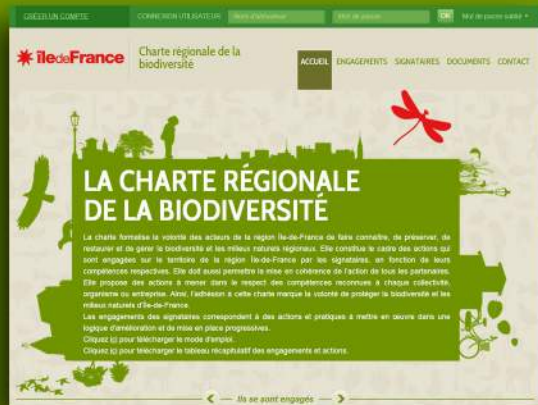 CRÉER UN COMPTE CONNEXION UTILISATEUR Nom d'utilisateur Mot de passe OK Mot de passe oublié
îledeFrance
Charte régionale de la
biodiversité
ACCUEIL ENGAGEMENTS SIGNATAIRES DOCUMENTS CONTACT
LA CHARTE RÉGIONALE
DE LA BIODIVERSITÉ
La charte formalise la volonté des acteurs de la région Île-de-France de faire connaître, de préserver, de
restaurer et de gérer la biodiversité et les milieux naturels régionaux. Elle constitue le cadre des actions qui
sont engagées sur le territoire de la région Île-de-France par les signataires, en fonction de leurs
compétences respectives. Elle doit aussi permettre la mise en cohérence de l'action de tous les partenaires.
Elle propose des actions à mener dans le respect des compétences reconnues à chaque collectivité,
organisme ou entreprise. Ainsi, l'adhésion à cette charte marque la volonté de protéger la biodiversité et les
milieux naturels d'Île-de-France.
Les engagements des signataires correspondent à des actions et pratiques à mettre en œuvre dans une
logique d'amélioration et de mise en place progressives.
Cliquez ici pour télécharger le mode d'emploi.
Cliquez ici pour télécharger le tableau récapitulatif des engagements et actions.
Ils se sont engagés